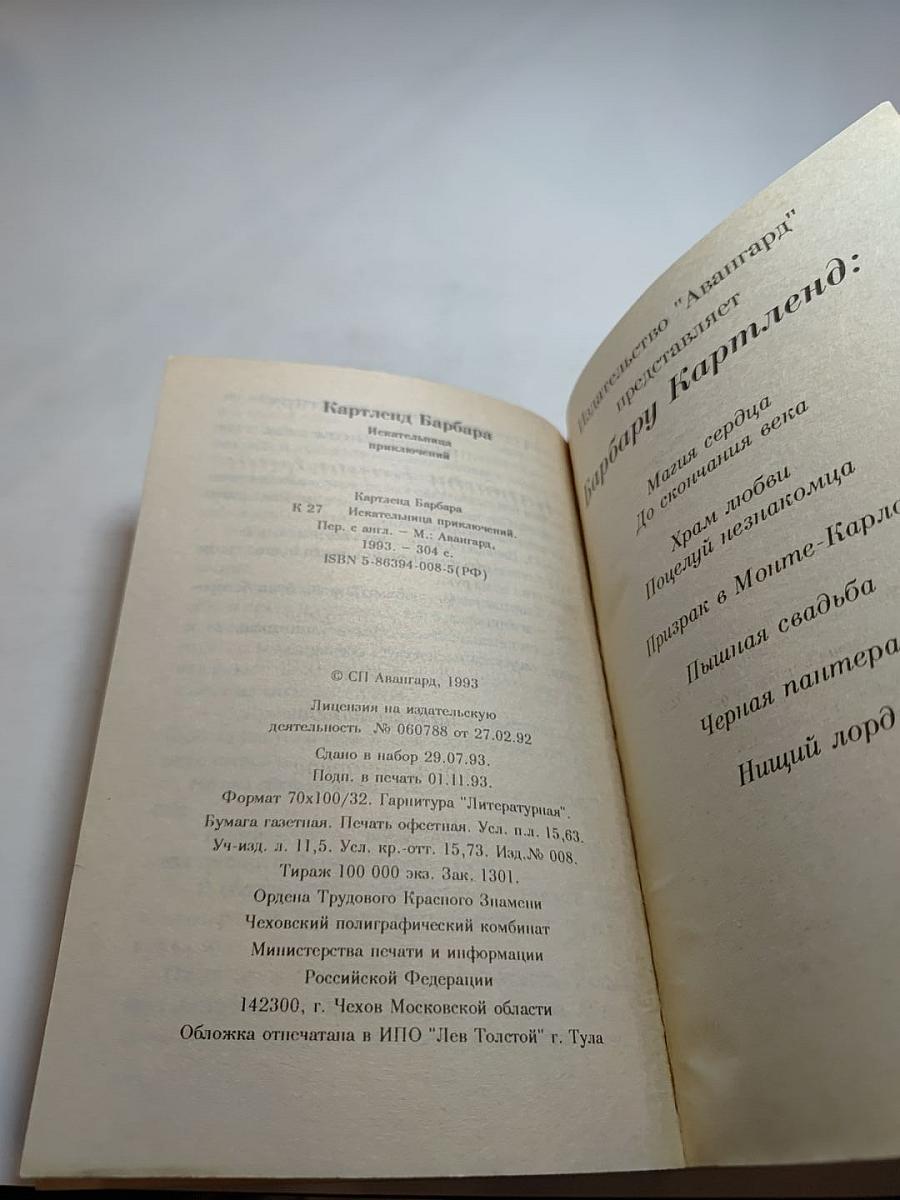 Картленд Барбара
Искательница
приключений
Картленд Барбара
К 27 Искательница приключений.
Пер. с англ. — М.: Авангард,
1993. — 304 с.
ISBN 5-86394-008-5(РФ)
© СП Авангард, 1993
Лицензия на издательскую
деятельность № 060788 от 27.02.92
Сдано в набор 29.07.93.
Подп. в печать 01.11.93.
Формат 70x100/32. Гарнитура "Литературная".
Бумага газетная. Печать офсетная. Усл. п.л. 15,63.
Уч-изд. л. 11,5. Усл. кр.-отт. 15,73. Изд.№ 008.
Тираж 100 000 экз. Зак. 1301.
Ордена Трудового Красного Знамени
Чеховский полиграфический комбинат
Министерства печати и информации
Российской Федерации
142300, г. Чехов Московской области
Обложка отпечатана в ИПО "Лев Толстой" г. Тула
Издательство "Авангард"
представляет
Барбару Картленд:
Магия сердца
До скончания века
Храм любви
Поцелуй незнакомца
Призрак в Монте-Карло
Пышная свадьба
Черная пантера
Нищий лорд